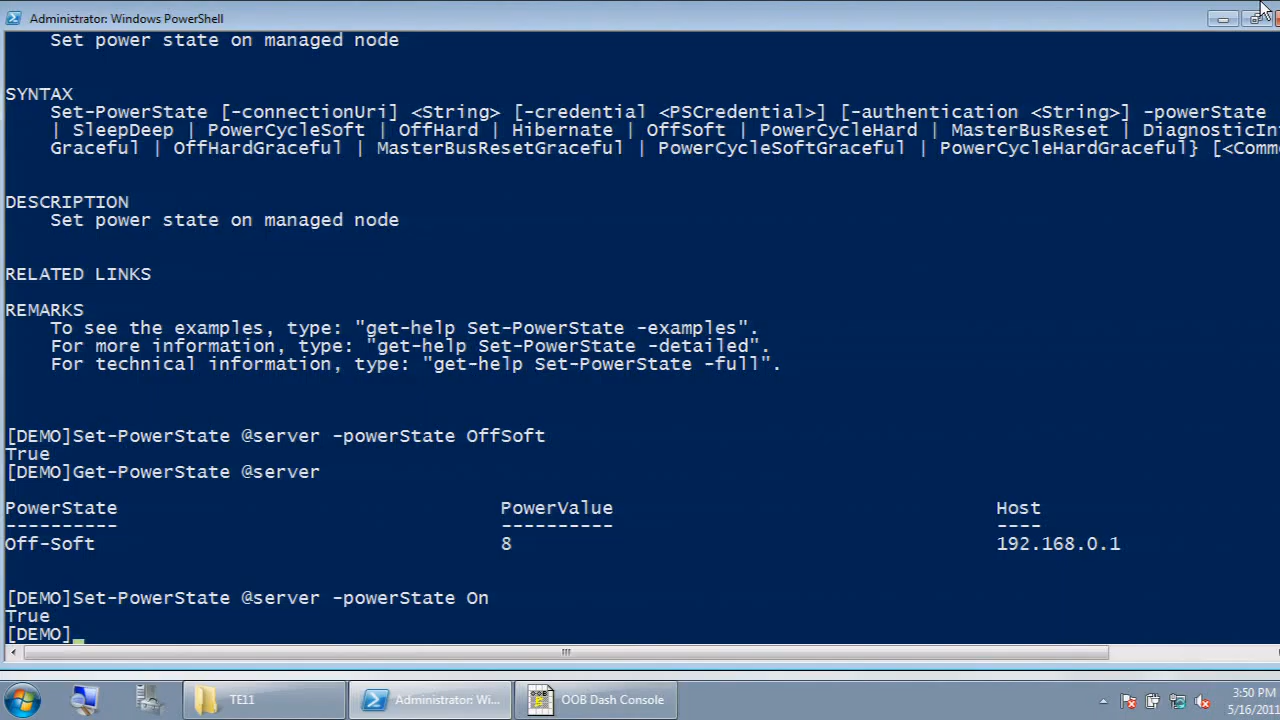 Administrator: Windows PowerShell
Set power state on managed node
SYNTAX
Set-PowerState [-connectionUri] <String> [-credential <PSCredential>] [-authentication <String>] -powerState
| SleepDeep | PowerCycleSoft | OffHard | Hibernate | OffSoft | PowerCycleHard | MasterBusReset | DiagnosticIn
Graceful | OffHardGraceful | MasterBusResetGraceful | PowerCycleSoftGraceful | PowerCycleHardGraceful} [<Comm
DESCRIPTION
Set power state on managed node
RELATED LINKS
REMARKS
To see the examples, type: "get-help Set-PowerState -examples".
For more information, type: "get-help Set-PowerState -detailed".
For technical information, type: "get-help Set-PowerState -full".
[DEMO]Set-PowerState @server -powerState OffSoft
True
[DEMO]Get-PowerState @server
PowerState PowerValue Host
---------- ---------- ----
Off-Soft 8 192.168.0.1
[DEMO]Set-PowerState @server -powerState On
True
[DEMO]_
TE11 Administrator: Wi... OOB Dash Console 3:50 PM
5/16/2011